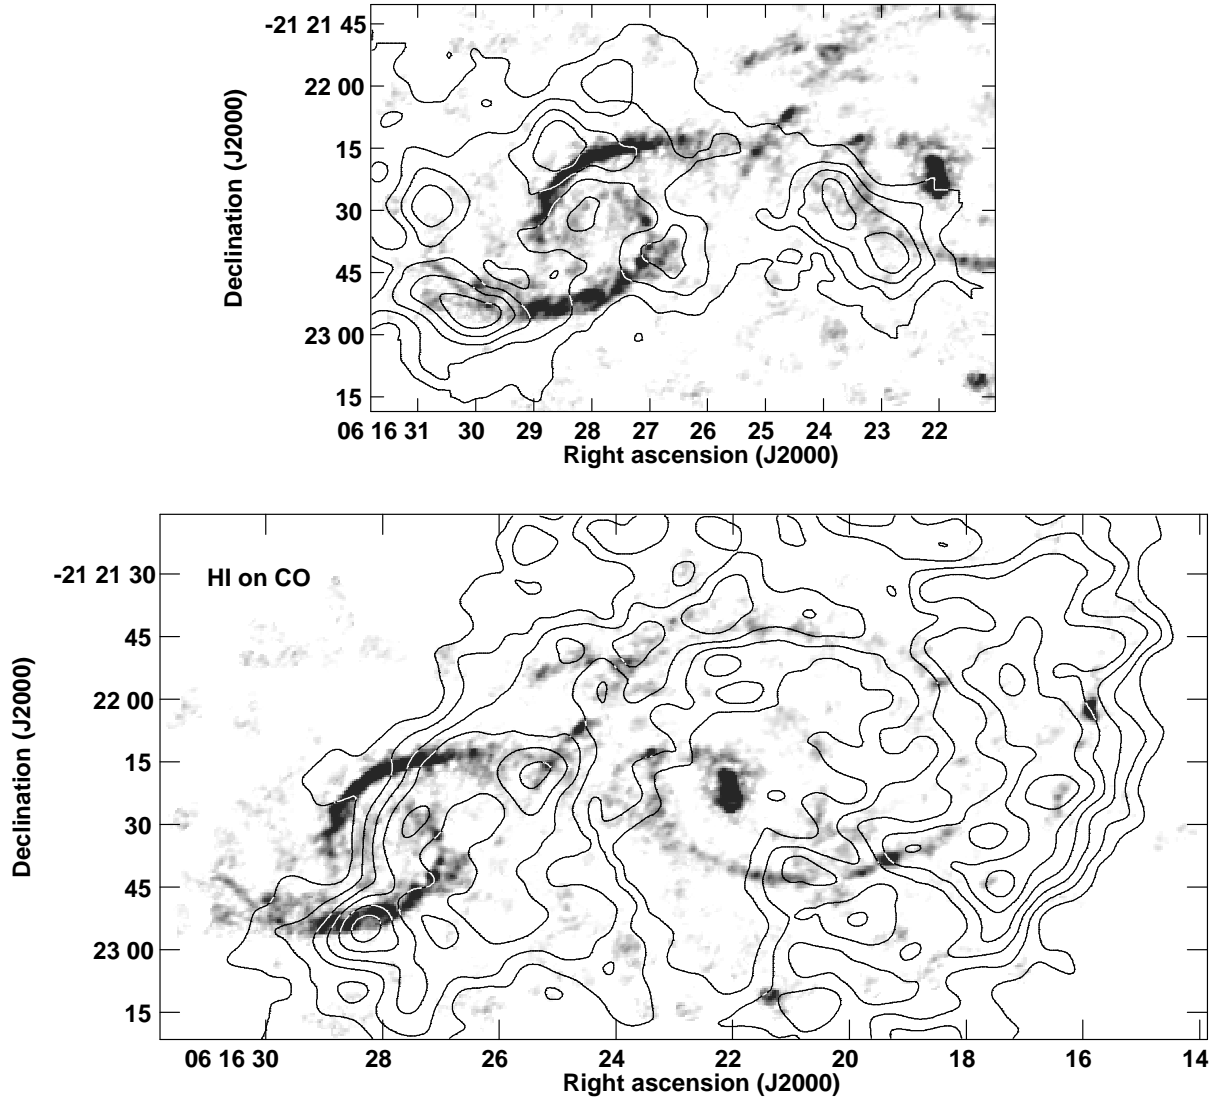 -21 21 45
22 00
15
30
45
23 00
15
Declination (J2000)
06 16 31 30 29 28 27 26 25 24 23 22
Right ascension (J2000)
HI on CO
-21 21 30
45
22 00
15
30
45
23 00
15
Declination (J2000)
06 16 30 28 26 24 22 20 18 16 14
Right ascension (J2000)